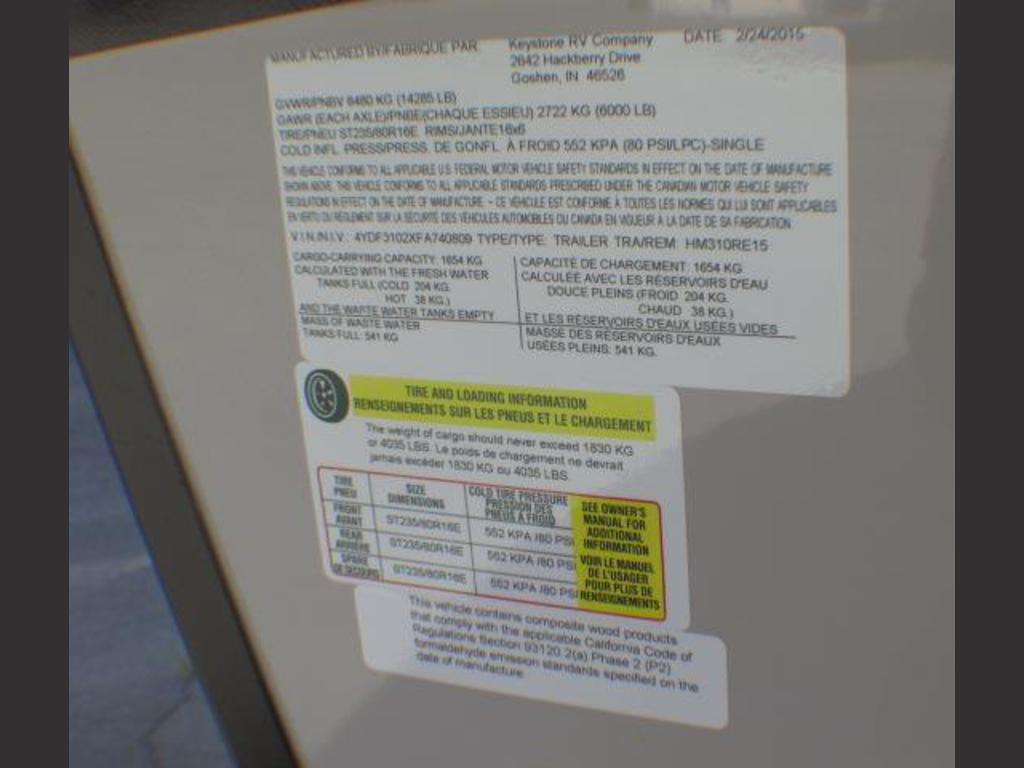 MANUFACTURED BY/FABRIQUE PAR: Keystone RV Company DATE 2/24/2015
2642 Hackberry Drive
Goshen, IN 46526
GVWR/PNBV 6480 KG (14285 LB)
GAWR (EACH AXLE)/PNBE(CHAQUE ESSIEU) 2722 KG (6000 LB)
TIRE/PNEU ST235/80R16E RIMS/JANTE 16x6
COLD INFL. PRESS/PRESS. DE GONFL. À FROID 552 KPA (80 PSI/LPC)-SINGLE
THIS VEHICLE CONFORMS TO ALL APPLICABLE U.S. FEDERAL MOTOR VEHICLE SAFETY STANDARDS IN EFFECT ON THE DATE OF MANUFACTURE
SHOWN ABOVE. THIS VEHICLE CONFORMS TO ALL APPLICABLE STANDARDS PRESCRIBED UNDER THE CANADIAN MOTOR VEHICLE SAFETY
REGULATIONS IN EFFECT ON THE DATE OF MANUFACTURE. - CE VÉHICULE EST CONFORME À TOUTES LES NORMES QUI LUI SONT APPLICABLES
EN VERTU DU RÈGLEMENT SUR LA SÉCURITÉ DES VÉHICULES AUTOMOBILES DU CANADA EN VIGUEUR À LA DATE DE SA FABRICATION.
V.I.N./N.I.V.: 4YDF3102XFA740809 TYPE/TYPE: TRAILER TRA/REM: HM310RE15
CARGO-CARRYING CAPACITY: 1654 KG
CALCULATED WITH THE FRESH WATER
TANKS FULL (COLD 204 KG.
HOT 38 KG.)
AND THE WASTE WATER TANKS EMPTY
MASS OF WASTE WATER
TANKS FULL: 541 KG
CAPACITÉ DE CHARGEMENT: 1654 KG
CALCULÉE AVEC LES RÉSERVOIRS D'EAU
DOUCE PLEINS (FROID 204 KG.
CHAUD 38 KG.)
ET LES RÉSERVOIRS D'EAUX USÉES VIDES
MASSE DES RÉSERVOIRS D'EAUX
USÉES PLEINS: 541 KG.
TIRE AND LOADING INFORMATION
RENSEIGNEMENTS SUR LES PNEUS ET LE CHARGEMENT
The weight of cargo should never exceed 1830 KG
or 4035 LBS. Le poids de chargement ne devrait
jamais excéder 1830 KG ou 4035 LBS.
TIRE
PNEU
SIZE
DIMENSIONS
COLD TIRE PRESSURE
PRESSION DES
PNEUS A FROID
FRONT
AVANT
ST235/80R16E
552 KPA /80 PSI
REAR
ARRIÈRE
ST235/80R16E
552 KPA /80 PSI
SPARE
DE SECOURS
ST235/80R16E
552 KPA /80 PSI
SEE OWNER'S
MANUAL FOR
ADDITIONAL
INFORMATION
VOIR LE MANUEL
DE L'USAGER
POUR PLUS DE
RENSEIGNEMENTS
This vehicle contains composite wood products
that comply with the applicable California Code of
Regulations Section 93120.2(a) Phase 2 (P2)
formaldehyde emission standards specified on the
date of manufacture.